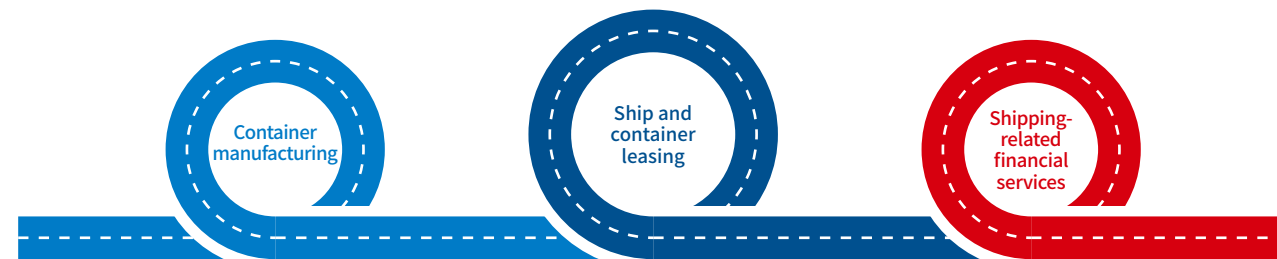 Container
manufacturing
Ship and
container
leasing
Shipping-
related
financial
services